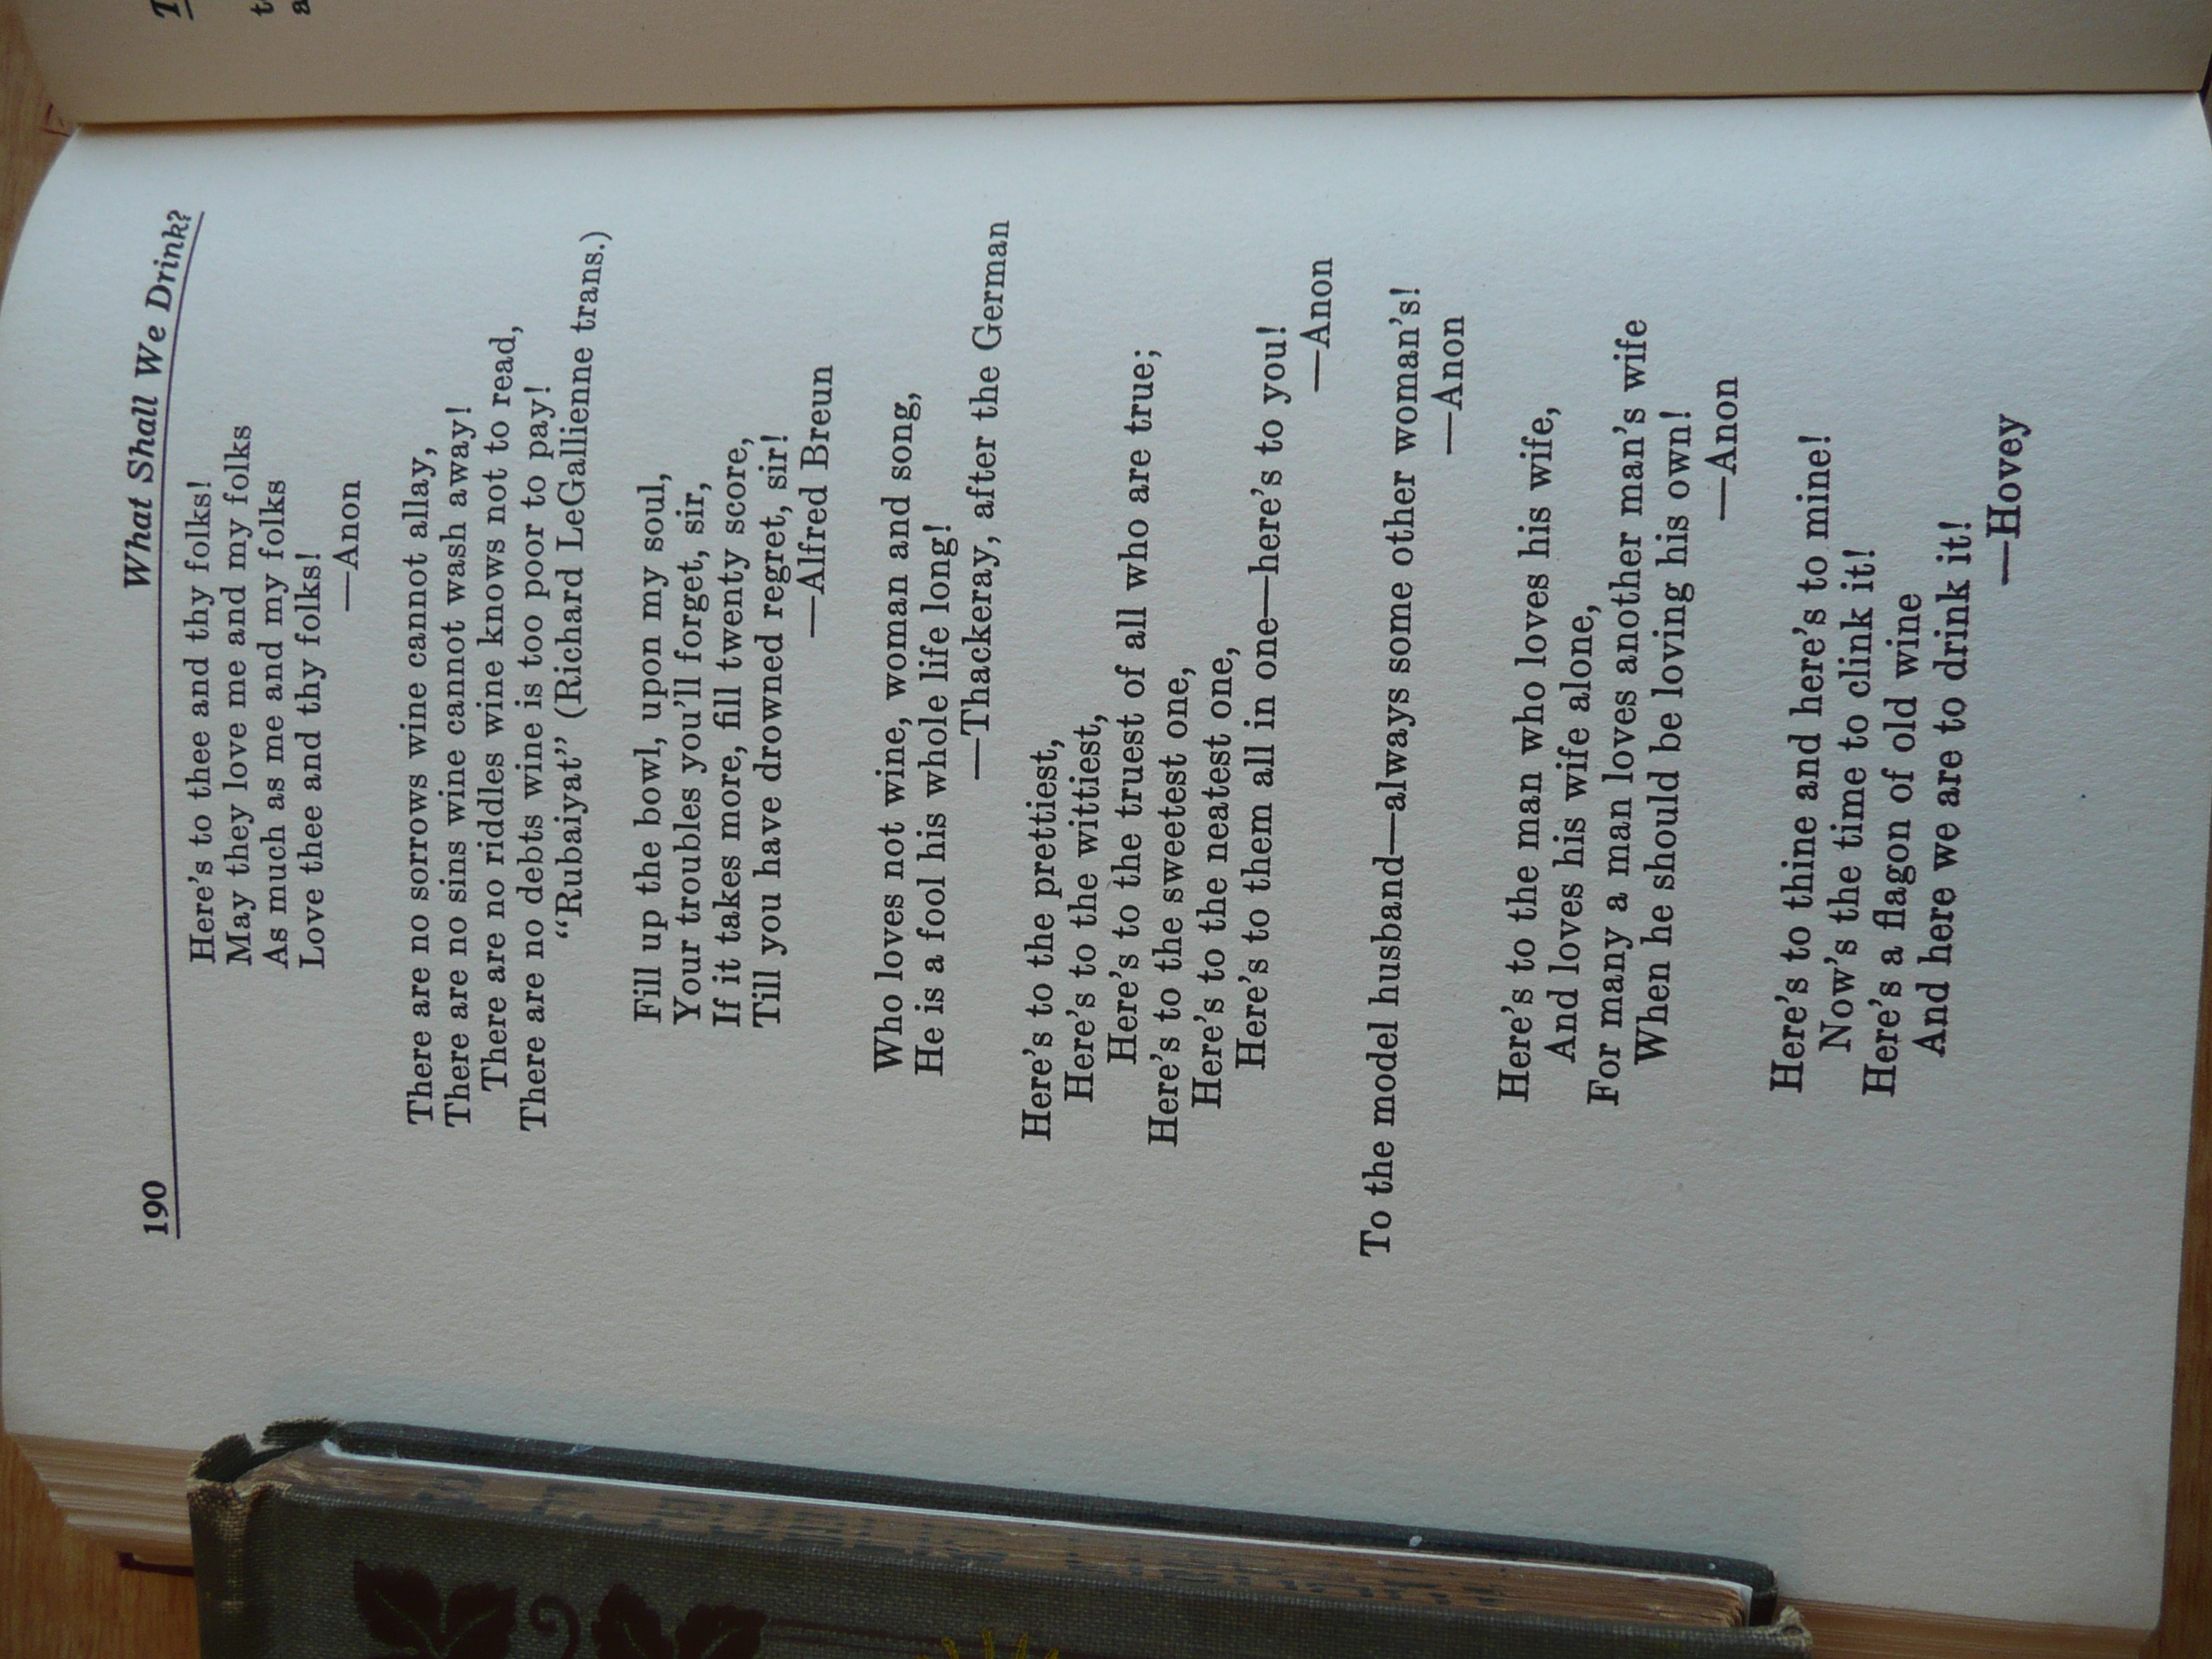 190 What Shall We Drink?
Here's to thee and thy folks!
May they love me and my folks
As much as me and my folks
Love thee and thy folks!
—Anon
There are no sorrows wine cannot allay,
There are no sins wine cannot wash away!
There are no riddles wine knows not to read,
There are no debts wine is too poor to pay!
"Rubaiyat" (Richard LeGallienne trans.)
Fill up the bowl, upon my soul,
Your troubles you'll forget, sir,
If it takes more, fill twenty score,
Till you have drowned regret, sir!
—Alfred Breun
Who loves not wine, woman and song,
He is a fool his whole life long!
—Thackeray, after the German
Here's to the prettiest,
Here's to the wittiest,
Here's to the truest of all who are true;
Here's to the sweetest one,
Here's to the neatest one,
Here's to them all in one—here's to you!
—Anon
To the model husband—always some other woman's!
—Anon
Here's to the man who loves his wife,
And loves his wife alone,
For many a man loves another man's wife
When he should be loving his own!
—Anon
Here's to thine and here's to mine!
Now's the time to clink it!
Here's a flagon of old wine
And here we are to drink it!
—Hovey
PUBLIC LIBRARY